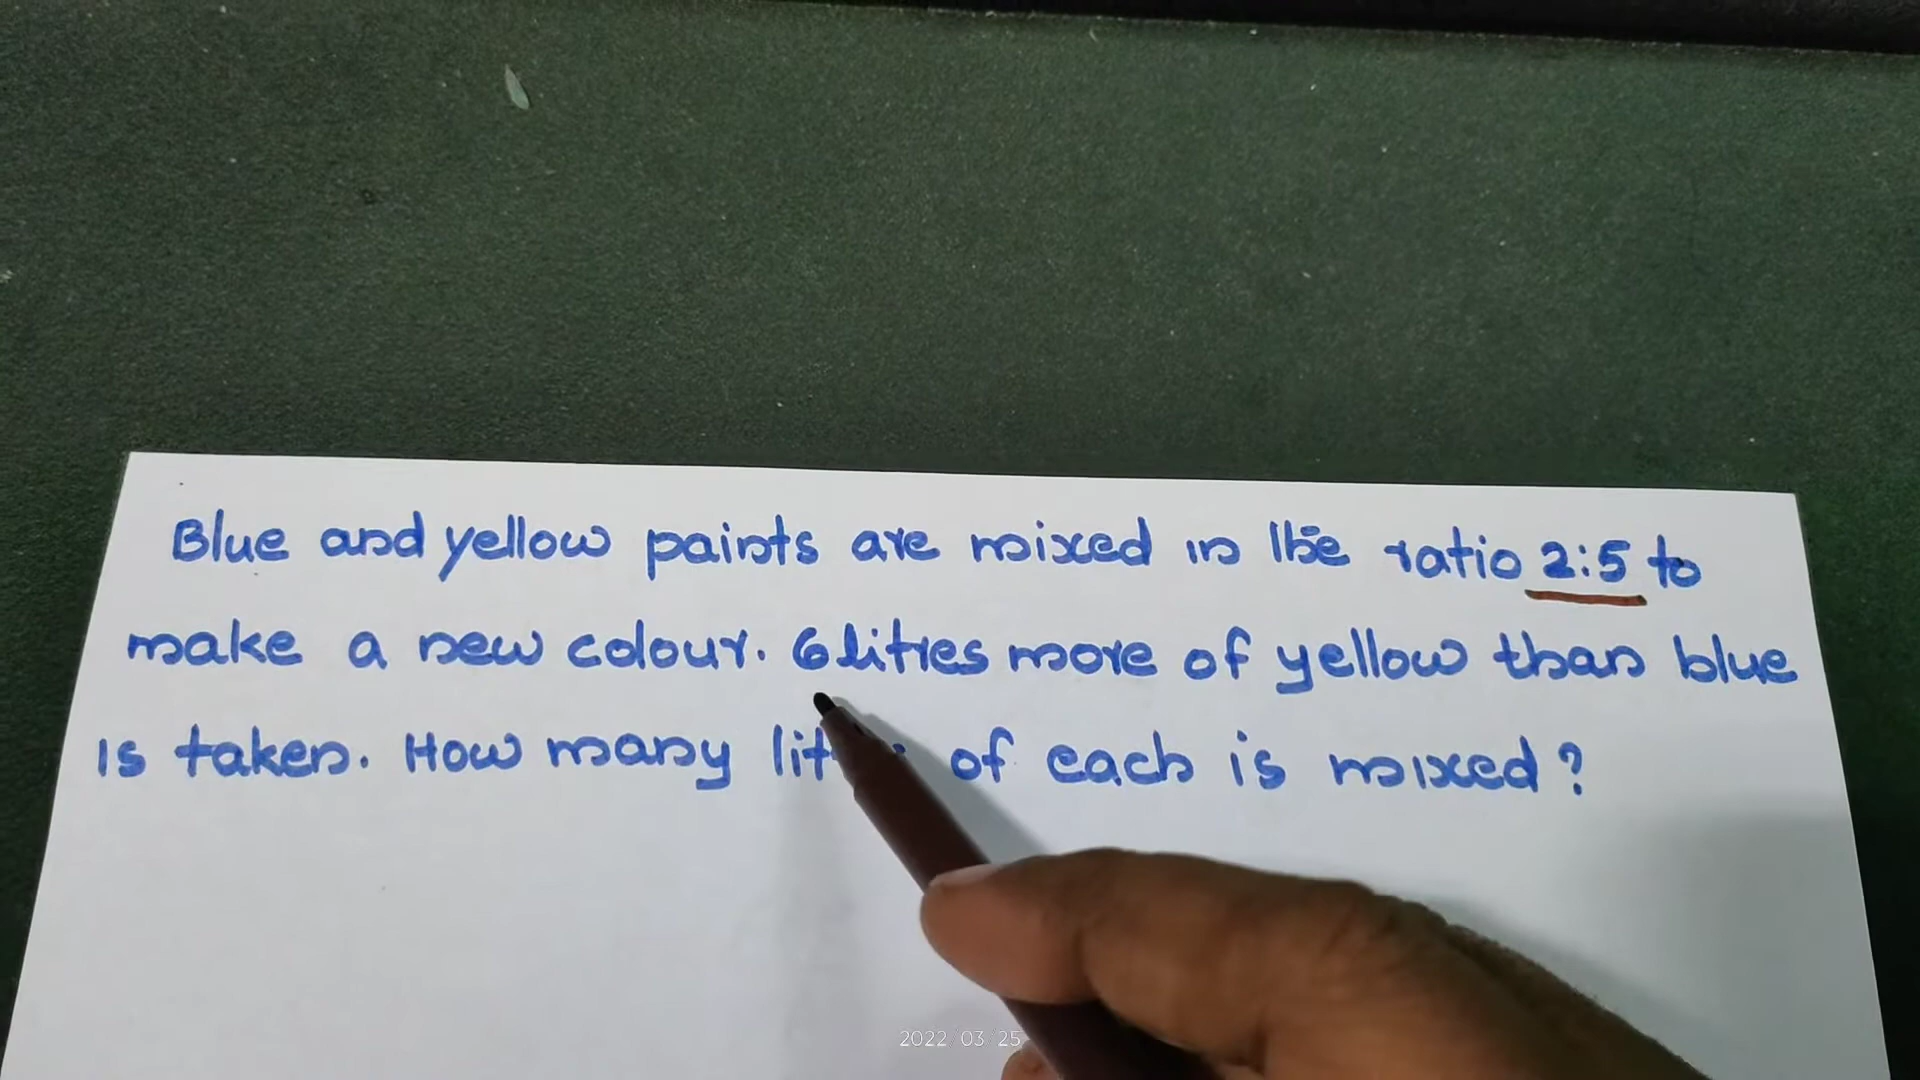 Blue and yellow paints are mixed in the ratio 2:5 to
make a new colour. 6 litres more of yellow than blue
is taken. How many of each is mixed?
2022 03 25